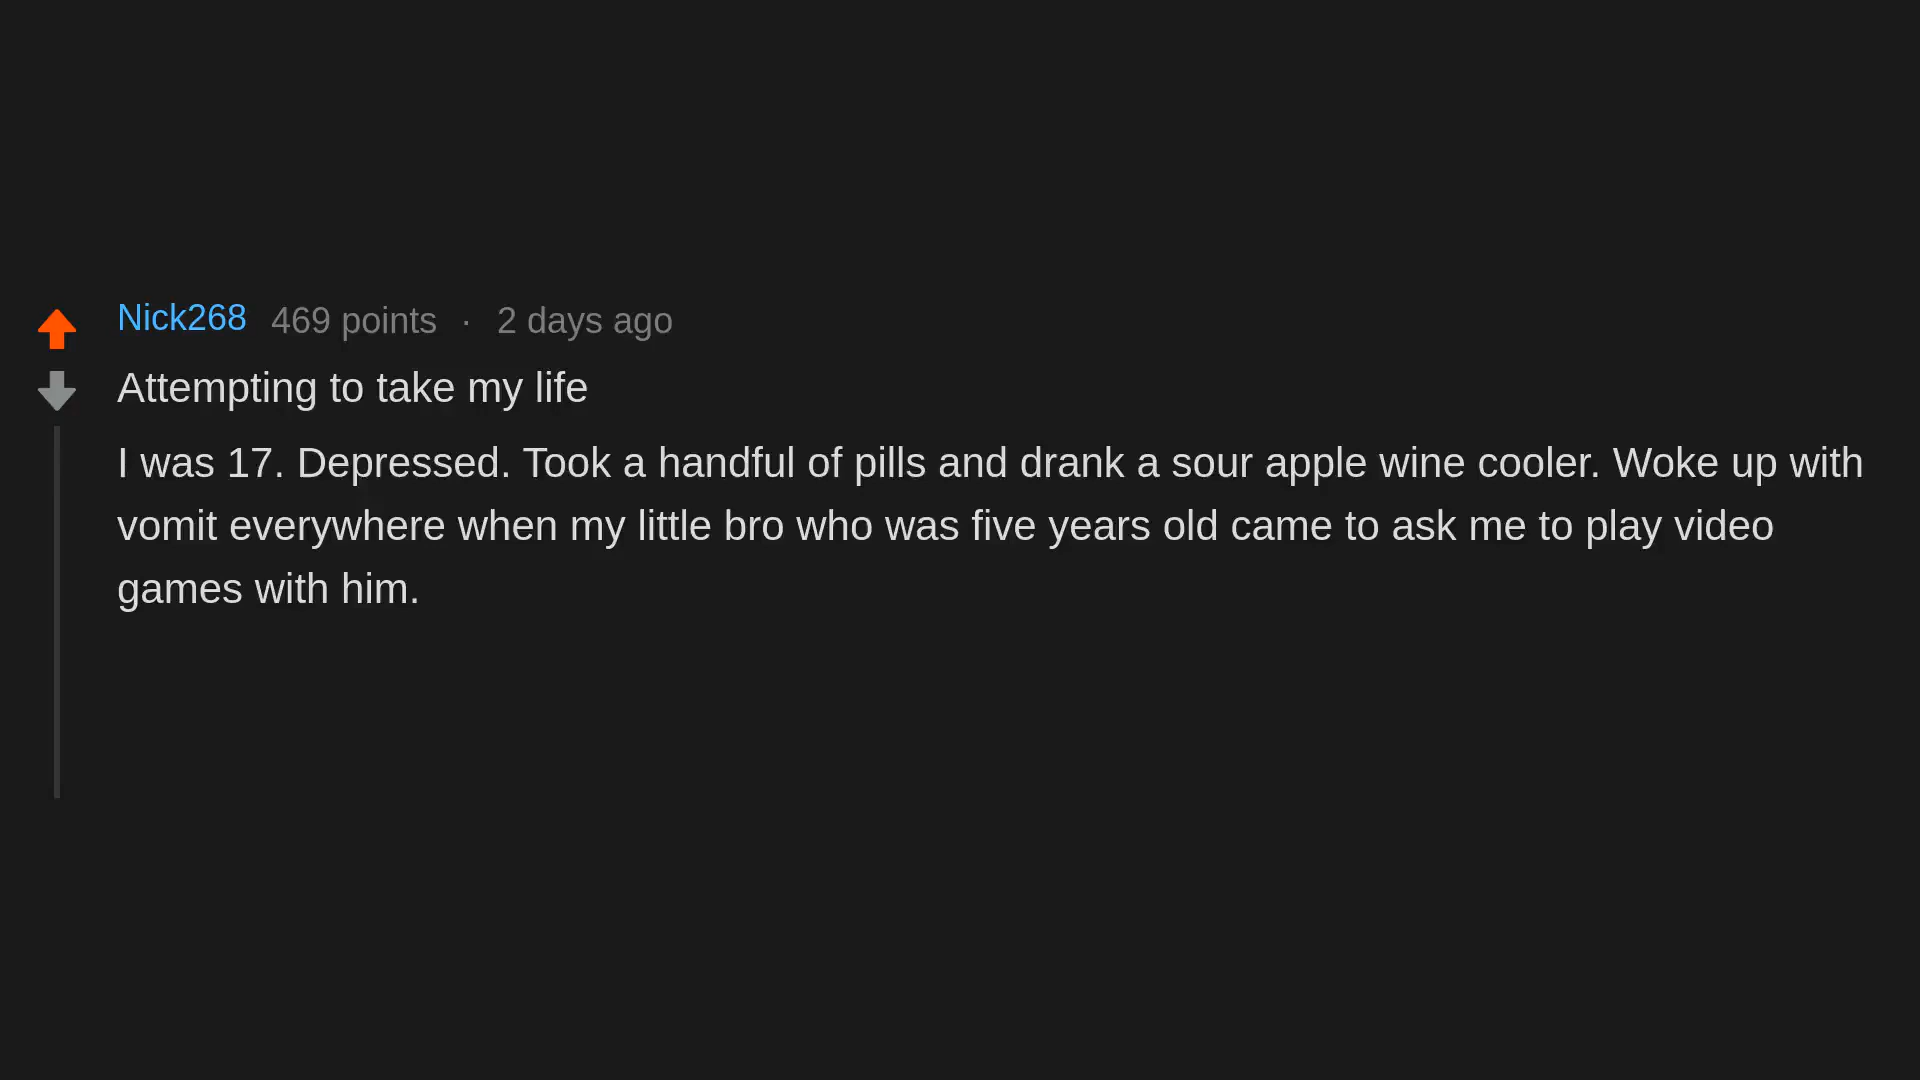 Nick268 469 points · 2 days ago
Attempting to take my life
I was 17. Depressed. Took a handful of pills and drank a sour apple wine cooler. Woke up with
vomit everywhere when my little bro who was five years old came to ask me to play video
games with him.